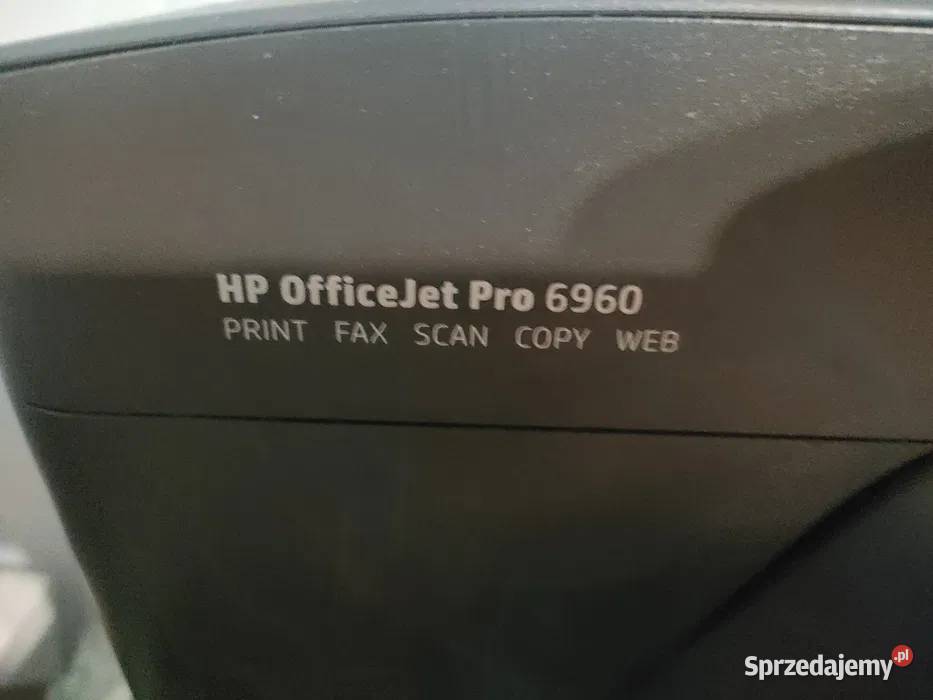 HP OfficeJet Pro 6960
PRINT FAX SCAN COPY WEB
Sprzedajemy.pl